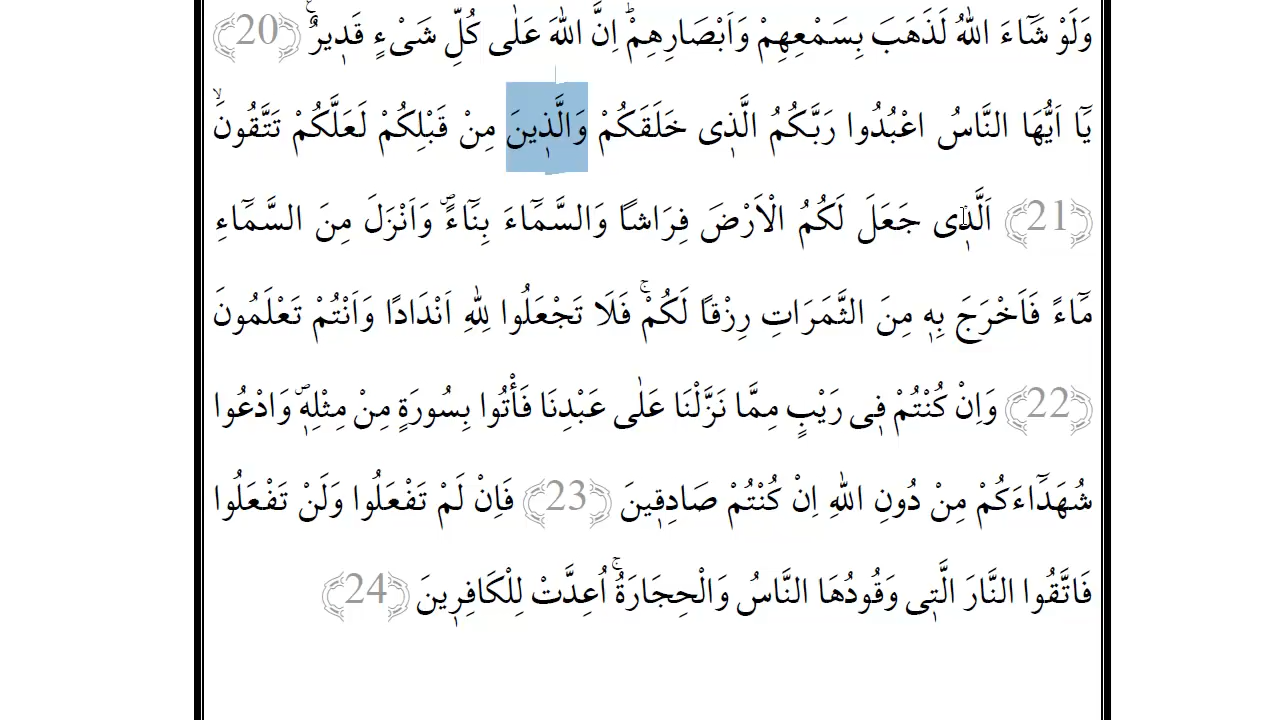 وَلَوْ شَٓاءَ اللّٰهُ لَذَهَبَ بِسَمْعِهِمْ وَاَبْصَارِهِمْۜ اِنَّ اللّٰهَ عَلٰى كُلِّ شَىْءٍ قَد۪يرٌۚ ﴿20﴾
يَٓا اَيُّهَا النَّاسُ اعْبُدُوا رَبَّكُمُ الَّذ۪ى خَلَقَكُمْ وَالَّذ۪ينَ مِنْ قَبْلِكُمْ لَعَلَّكُمْ تَتَّقُونَۙ
﴿21﴾ اَلَّذ۪ى جَعَلَ لَكُمُ الْاَرْضَ فِرَاشًا وَالسَّمَٓاءَ بِنَٓاءًۖ وَاَنْزَلَ مِنَ السَّمَٓاءِ
مَٓاءً فَاَخْرَجَ بِه۪ مِنَ الثَّمَرَاتِ رِزْقًا لَكُمْۚ فَلَا تَجْعَلُوا لِلّٰهِ اَنْدَادًا وَاَنْتُمْ تَعْلَمُونَ
﴿22﴾ وَاِنْ كُنْتُمْ ف۪ى رَيْبٍ مِمَّا نَزَّلْنَا عَلٰى عَبْدِنَا فَأْتُوا بِسُورَةٍ مِنْ مِثْلِه۪ۖ وَادْعُوا
شُهَدَٓاءَكُمْ مِنْ دُونِ اللّٰهِ اِنْ كُنْتُمْ صَادِق۪ينَ ﴿23﴾ فَاِنْ لَمْ تَفْعَلُوا وَلَنْ تَفْعَلُوا
فَاتَّقُوا النَّارَ الَّت۪ى وَقُودُهَا النَّاسُ وَالْحِجَارَةُۚ اُعِدَّتْ لِلْكَافِر۪ينَ ﴿24﴾